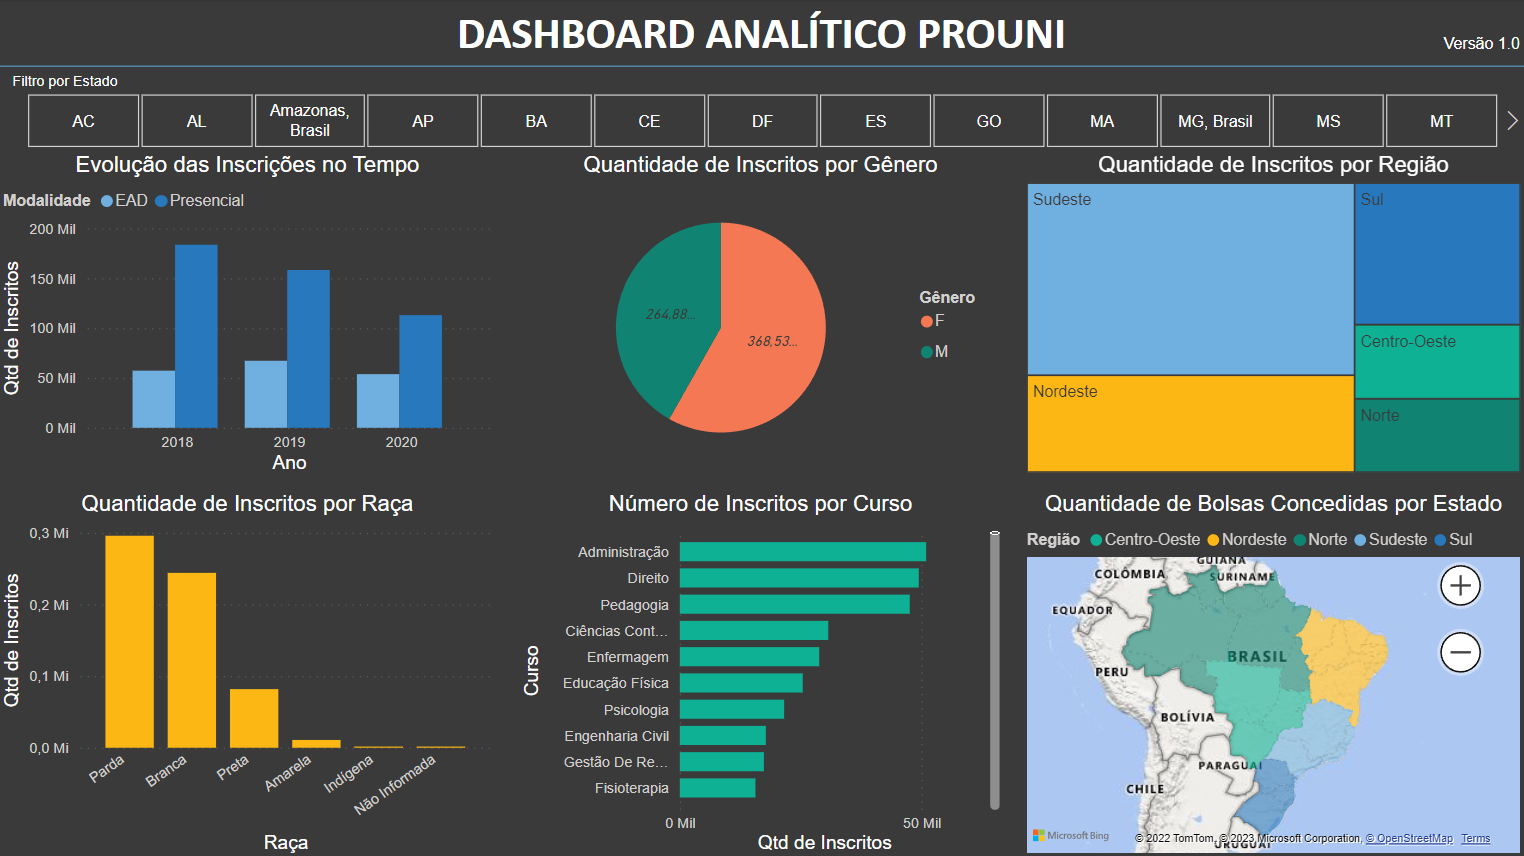 DASHBOARD ANALÍTICO PROUNI
Versão 1.0
Filtro por Estado
AC
AL
Amazonas,
Brasil
AP
BA
CE
DF
ES
GO
MA
MG, Brasil
MS
MT
Evolução das Inscrições no Tempo
Modalidade EAD Presencial
Qtd de Inscritos
200 Mil
150 Mil
100 Mil
50 Mil
0 Mil
2018
2019
2020
Ano
Quantidade de Inscritos por Gênero
264,88...
368,53...
Gênero
F
M
Quantidade de Inscritos por Região
Sudeste
Sul
Centro-Oeste
Nordeste
Norte
Quantidade de Inscritos por Raça
Qtd de Inscritos
0,3 Mi
0,2 Mi
0,1 Mi
0,0 Mi
Parda
Branca
Preta
Amarela
Indígena
Não Informada
Raça
Número de Inscritos por Curso
Curso
Administração
Direito
Pedagogia
Ciências Cont...
Enfermagem
Educação Física
Psicologia
Engenharia Civil
Gestão De Re...
Fisioterapia
0 Mil
50 Mil
Qtd de Inscritos
Quantidade de Bolsas Concedidas por Estado
Região Centro-Oeste Nordeste Norte Sudeste Sul
GUIANA
COLÔMBIA
SURINAME
EQUADOR
BRASIL
PERU
BOLÍVIA
PARAGUAI
CHILE
URUGUAI
Microsoft Bing
© 2022 TomTom, © 2023 Microsoft Corporation, © OpenStreetMap Terms